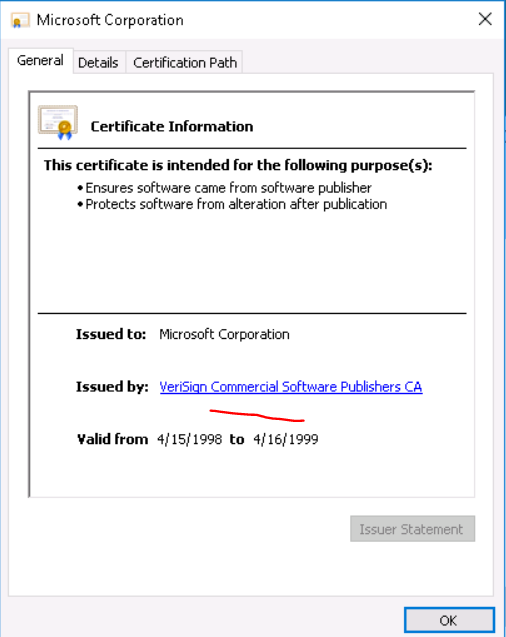 Microsoft Corporation
General Details Certification Path
Certificate Information
This certificate is intended for the following purpose(s):
•Ensures software came from software publisher
•Protects software from alteration after publication
Issued to: Microsoft Corporation
Issued by: VeriSign Commercial Software Publishers CA
Valid from 4/15/1998 to 4/16/1999
Issuer Statement
OK